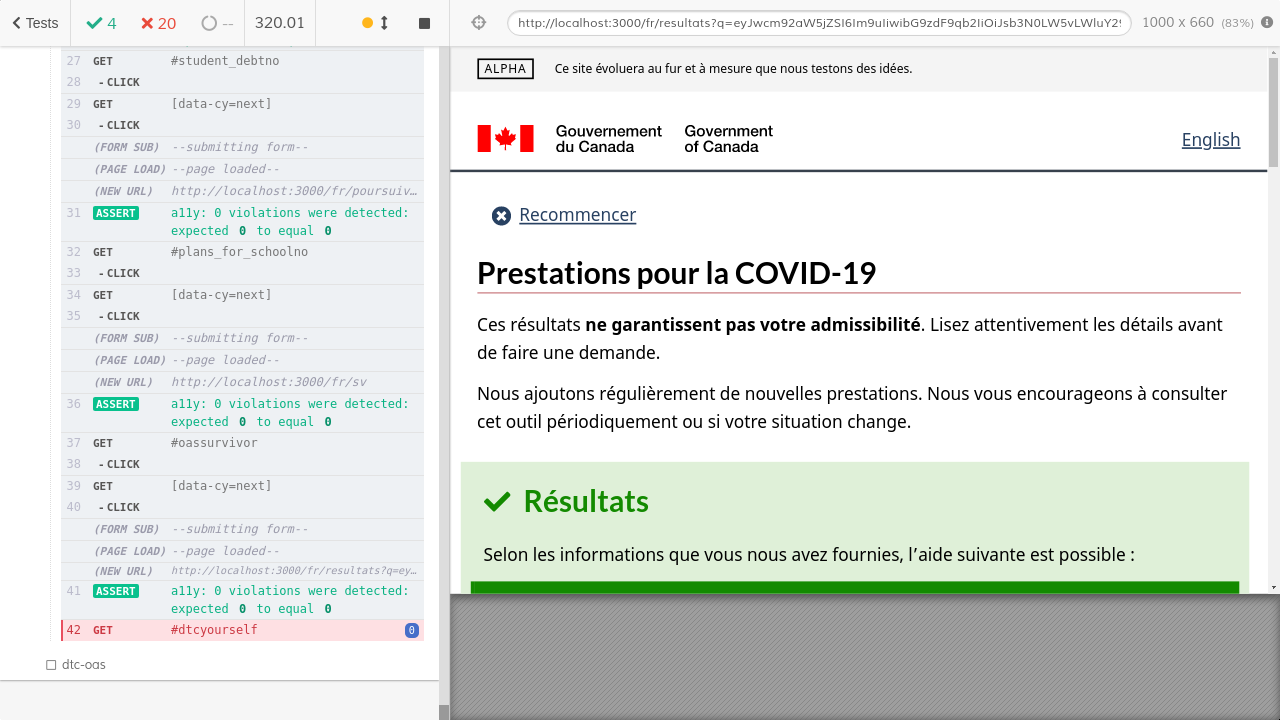 Tests 4 20 -- 320.01
27 GET #student_debtno
28 -CLICK
29 GET [data-cy=next]
30 -CLICK
(FORM SUB) --submitting form--
(PAGE LOAD) --page loaded--
(NEW URL) http://localhost:3000/fr/poursuiv…
31 ASSERT a11y: 0 violations were detected:
expected 0 to equal 0
32 GET #plans_for_schoolno
33 -CLICK
34 GET [data-cy=next]
35 -CLICK
(FORM SUB) --submitting form--
(PAGE LOAD) --page loaded--
(NEW URL) http://localhost:3000/fr/sv
36 ASSERT a11y: 0 violations were detected:
expected 0 to equal 0
37 GET #oassurvivor
38 -CLICK
39 GET [data-cy=next]
40 -CLICK
(FORM SUB) --submitting form--
(PAGE LOAD) --page loaded--
(NEW URL) http://localhost:3000/fr/resultats?q=ey…
41 ASSERT a11y: 0 violations were detected:
expected 0 to equal 0
42 GET #dtcyourself 0
dtc-oas
1000 x 660 (83%)
ALPHA Ce site évoluera au fur et à mesure que nous testons des idées.
Gouvernement du Canada
Government of Canada
English
Recommencer
Prestations pour la COVID-19
Ces résultats ne garantissent pas votre admissibilité. Lisez attentivement les détails avant
de faire une demande.
Nous ajoutons régulièrement de nouvelles prestations. Nous vous encourageons à consulter
cet outil périodiquement ou si votre situation change.
Résultats
Selon les informations que vous nous avez fournies, l’aide suivante est possible :